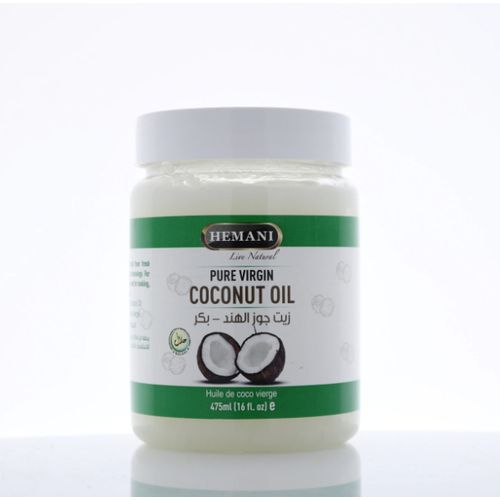 HEMANI
Live Natural
PURE VIRGIN
COCONUT OIL
زيت جوز الهند - بكر
حلال
Huile de coco vierge
475ml (16 fl. oz) e